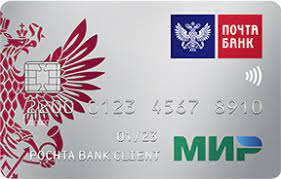 ПОЧТА
БАНК
2200 0123 4567 8910
01/23
POCHTA BANK CLIENT
МИР